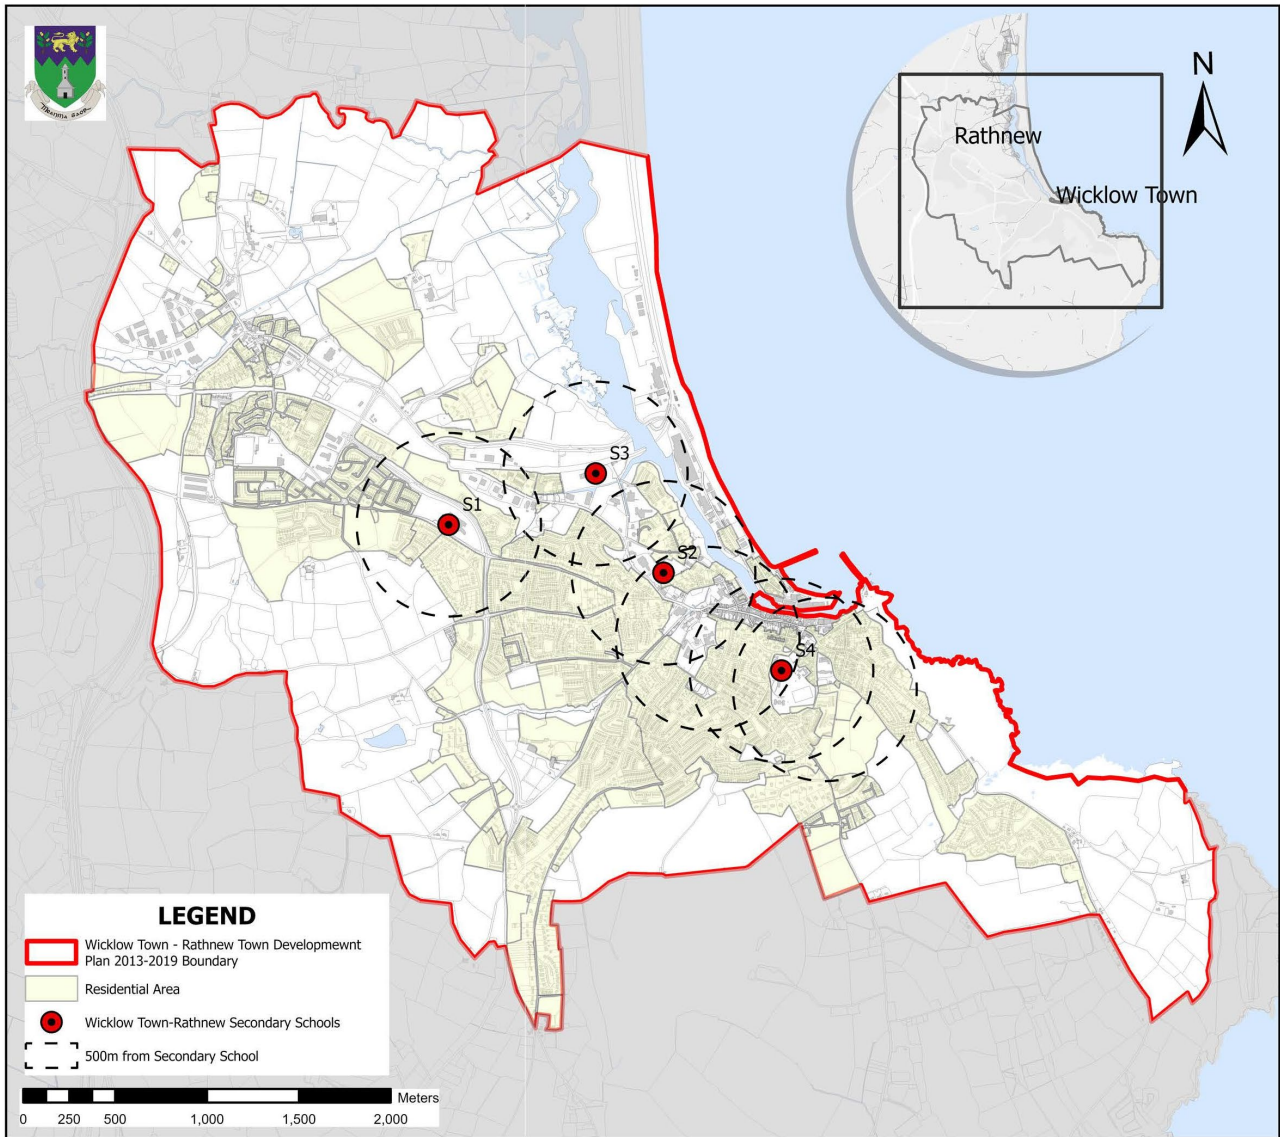 N
Rathnew
Wicklow Town
S3
S1
S2
S4
LEGEND
Wicklow Town - Rathnew Town Developmewnt
Plan 2013-2019 Boundary
Residential Area
Wicklow Town-Rathnew Secondary Schools
500m from Secondary School
Meters
0 250 500 1,000 1,500 2,000